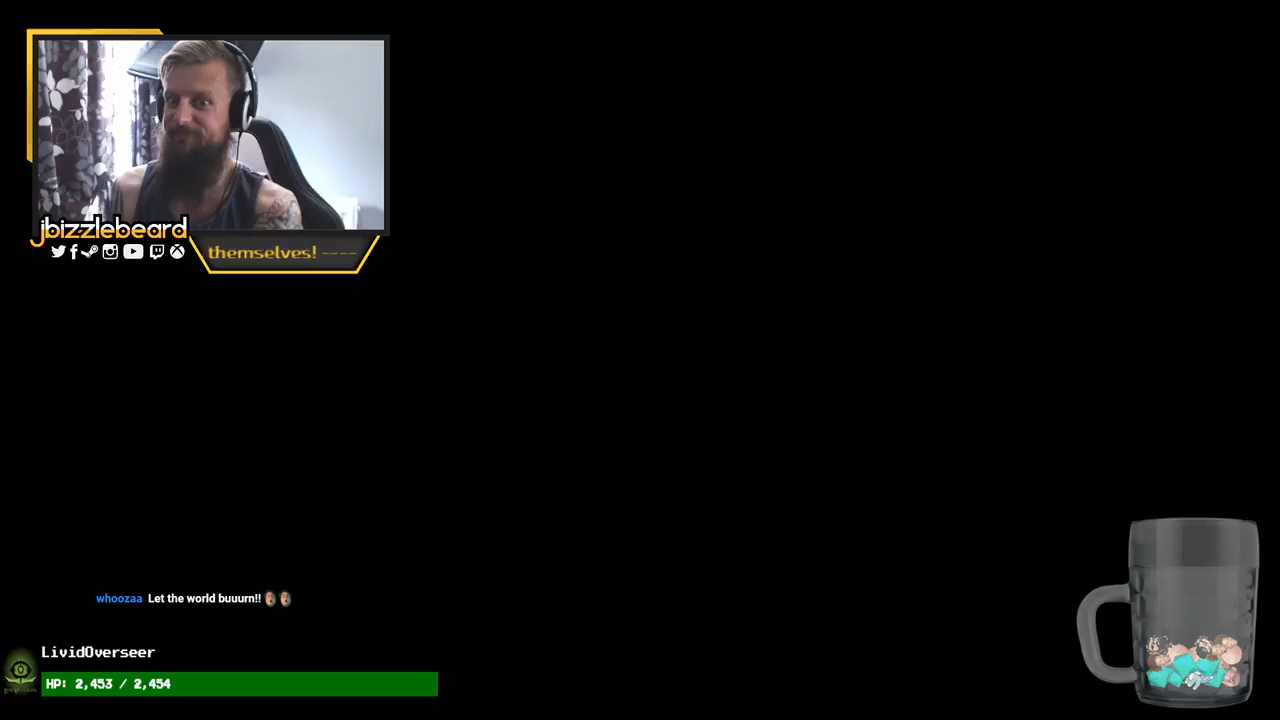 jbizzlebeard
themselves! ----
whoozaa Let the world buuurn!!
LividOverseer
HP: 2,453 / 2,454